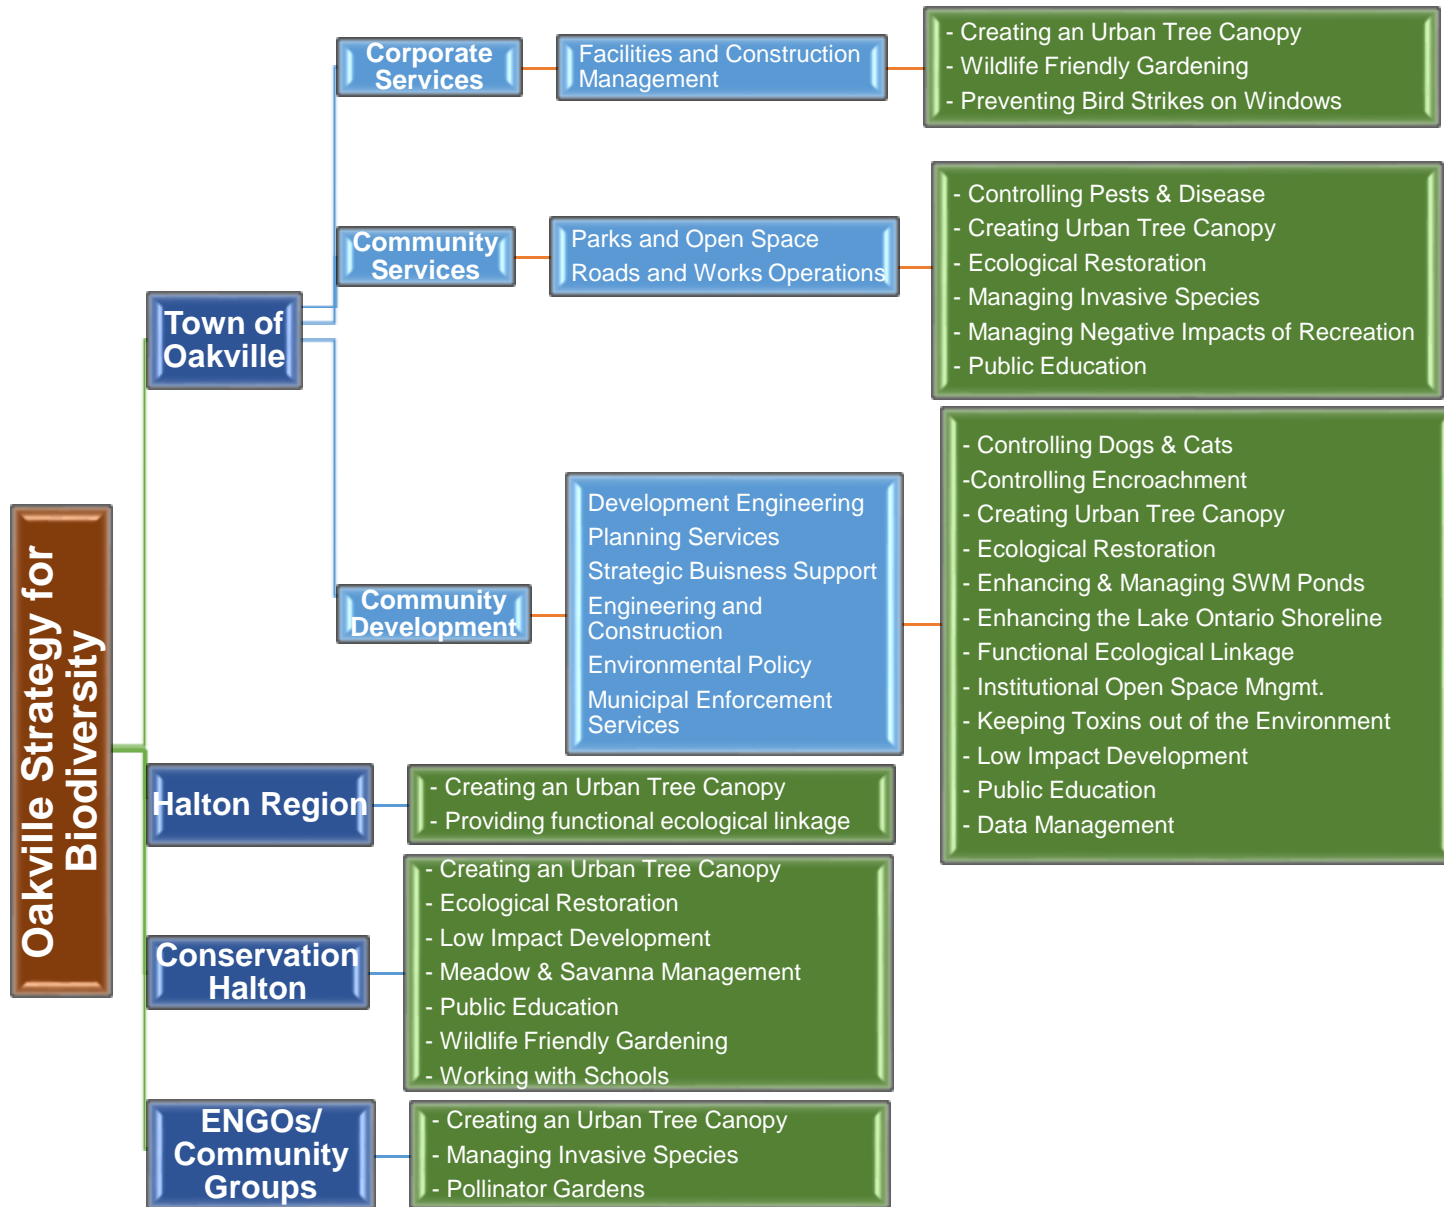 Oakville Strategy for
Biodiversity
Town of
Oakville
Corporate
Services
Facilities and Construction
Management
- Creating an Urban Tree Canopy
- Wildlife Friendly Gardening
- Preventing Bird Strikes on Windows
Community
Services
Parks and Open Space
Roads and Works Operations
- Controlling Pests & Disease
- Creating Urban Tree Canopy
- Ecological Restoration
- Managing Invasive Species
- Managing Negative Impacts of Recreation
- Public Education
Community
Development
Development Engineering
Planning Services
Strategic Buisness Support
Engineering and
Construction
Environmental Policy
Municipal Enforcement
Services
- Controlling Dogs & Cats
-Controlling Encroachment
- Creating Urban Tree Canopy
- Ecological Restoration
- Enhancing & Managing SWM Ponds
- Enhancing the Lake Ontario Shoreline
- Functional Ecological Linkage
- Institutional Open Space Mngmt.
- Keeping Toxins out of the Environment
- Low Impact Development
- Public Education
- Data Management
Halton Region
- Creating an Urban Tree Canopy
- Providing functional ecological linkage
Conservation
Halton
- Creating an Urban Tree Canopy
- Ecological Restoration
- Low Impact Development
- Meadow & Savanna Management
- Public Education
- Wildlife Friendly Gardening
- Working with Schools
ENGOs/
Community
Groups
- Creating an Urban Tree Canopy
- Managing Invasive Species
- Pollinator Gardens